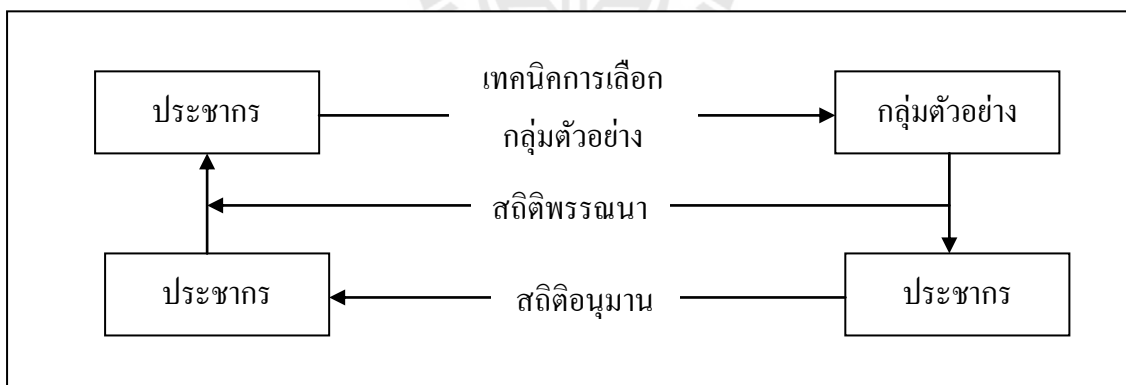 ประชากร
เทคนิคการเลือก
กลุ่มตัวอย่าง
กลุ่มตัวอย่าง
สถิติพรรณนา
ประชากร
สถิติอนุมาน
ประชากร